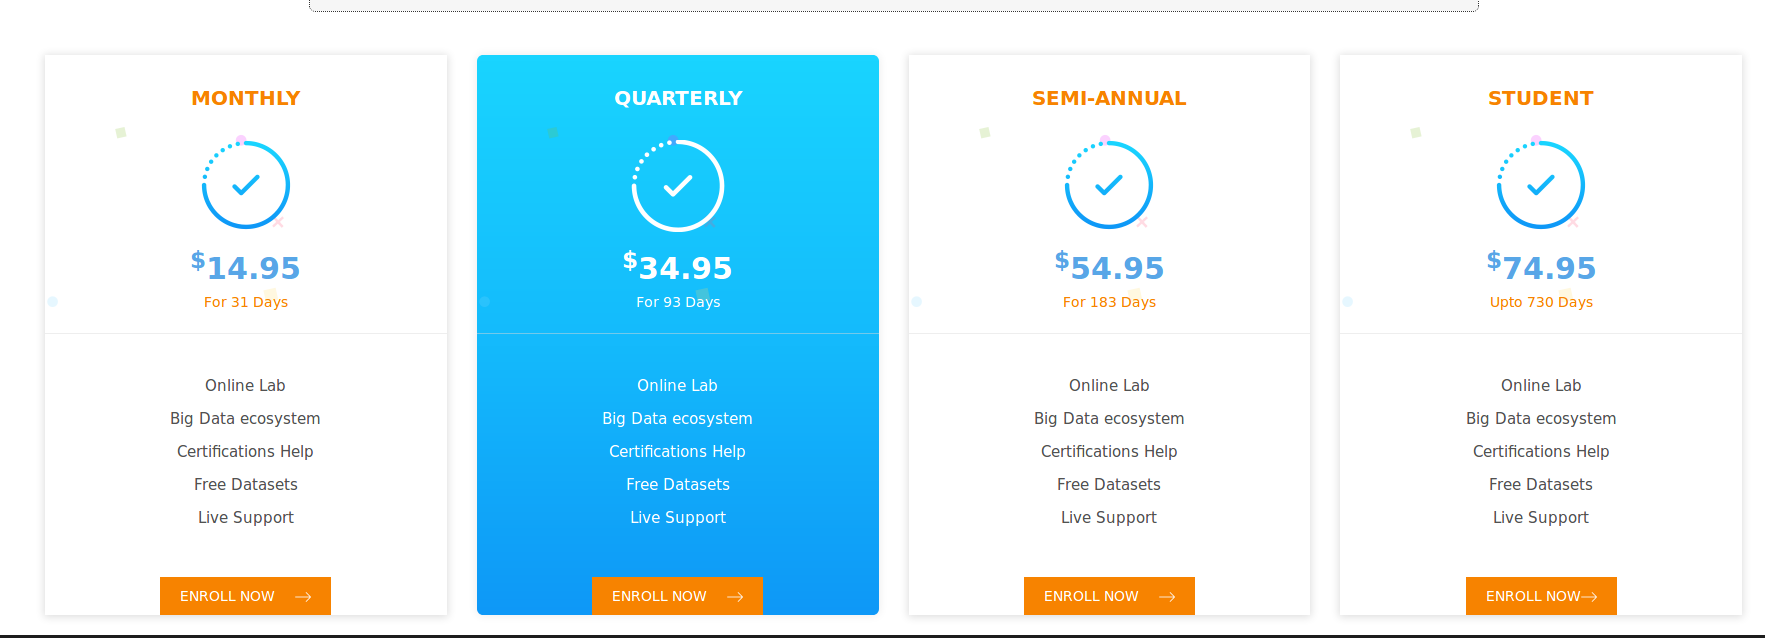 MONTHLY
$14.95
For 31 Days
Online Lab
Big Data ecosystem
Certifications Help
Free Datasets
Live Support
ENROLL NOW
QUARTERLY
$34.95
For 93 Days
Online Lab
Big Data ecosystem
Certifications Help
Free Datasets
Live Support
ENROLL NOW
SEMI-ANNUAL
$54.95
For 183 Days
Online Lab
Big Data ecosystem
Certifications Help
Free Datasets
Live Support
ENROLL NOW
STUDENT
$74.95
Upto 730 Days
Online Lab
Big Data ecosystem
Certifications Help
Free Datasets
Live Support
ENROLL NOW